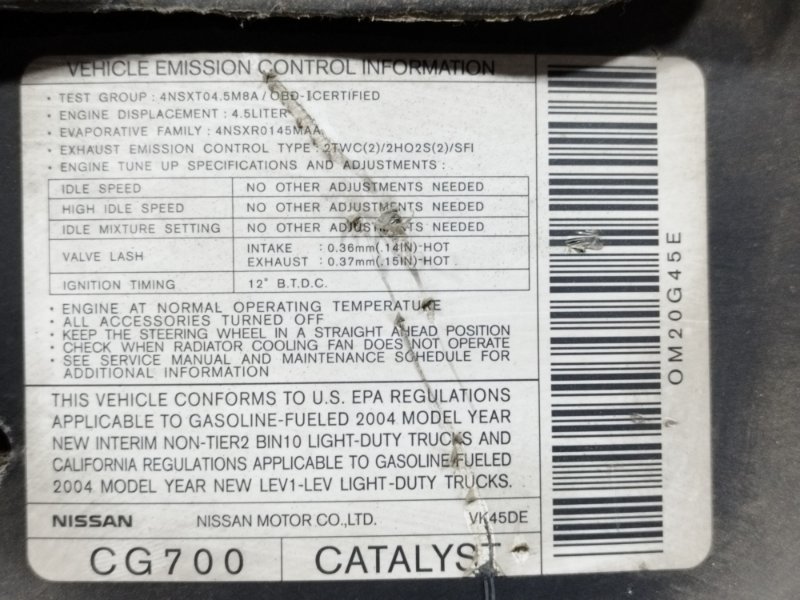 VEHICLE EMISSION CONTROL INFORMATION
• TEST GROUP : 4NSXT04.5M8A / OBD-ⅠCERTIFIED
• ENGINE DISPLACEMENT : 4.5LITER
• EVAPORATIVE FAMILY : 4NSXR0145MAA
• EXHAUST EMISSION CONTROL TYPE : 2TWC(2)/2HO2S(2)/SFI
• ENGINE TUNE UP SPECIFICATIONS AND ADJUSTMENTS :
IDLE SPEED NO OTHER ADJUSTMENTS NEEDED
HIGH IDLE SPEED NO OTHER ADJUSTMENTS NEEDED
IDLE MIXTURE SETTING NO OTHER ADJUSTMENTS NEEDED
VALVE LASH INTAKE : 0.36mm(.14IN)-HOT
EXHAUST : 0.37mm(.15IN)-HOT
IGNITION TIMING 12° B.T.D.C.
• ENGINE AT NORMAL OPERATING TEMPERATURE
• ALL ACCESSORIES TURNED OFF
• KEEP THE STEERING WHEEL IN A STRAIGHT AHEAD POSITION
• CHECK WHEN RADIATOR COOLING FAN DOES NOT OPERATE
• SEE SERVICE MANUAL AND MAINTENANCE SCHEDULE FOR
ADDITIONAL INFORMATION
THIS VEHICLE CONFORMS TO U.S. EPA REGULATIONS
APPLICABLE TO GASOLINE-FUELED 2004 MODEL YEAR
NEW INTERIM NON-TIER2 BIN10 LIGHT-DUTY TRUCKS AND
CALIFORNIA REGULATIONS APPLICABLE TO GASOLINE-FUELED
2004 MODEL YEAR NEW LEV1-LEV LIGHT-DUTY TRUCKS.
NISSAN NISSAN MOTOR CO.,LTD. VK45DE
CG700 CATALYST
OM20G45E